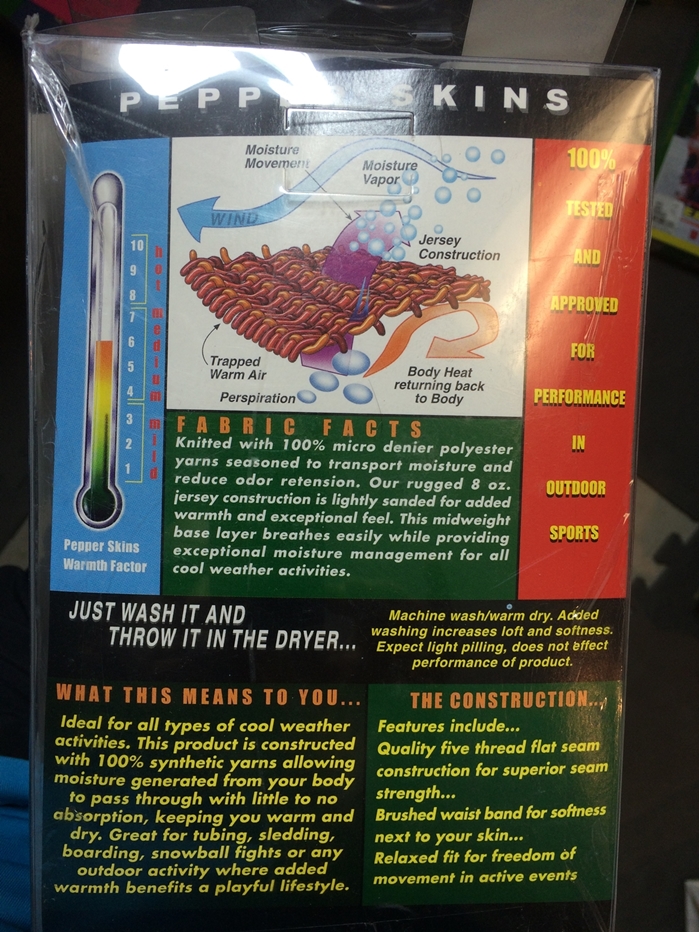 PEPPER SKINS
Moisture
Movement
Moisture
Vapor
WIND
Jersey
Construction
Trapped
Warm Air
Perspiration
Body Heat
returning back
to Body
10
9
8
7
6
5
4
3
2
1
hot
medium
mild
Pepper Skins
Warmth Factor
100%
TESTED
AND
APPROVED
FOR
PERFORMANCE
IN
OUTDOOR
SPORTS
FABRIC FACTS
Knitted with 100% micro denier polyester
yarns seasoned to transport moisture and
reduce odor retention. Our rugged 8 oz.
jersey construction is lightly sanded for added
warmth and exceptional feel. This midweight
base layer breathes easily while providing
exceptional moisture management for all
cool weather activities.
JUST WASH IT AND
THROW IT IN THE DRYER...
Machine wash/warm dry. Added
washing increases loft and softness.
Expect light pilling, does not effect
performance of product.
WHAT THIS MEANS TO YOU...
Ideal for all types of cool weather
activities. This product is constructed
with 100% synthetic yarns allowing
moisture generated from your body
to pass through with little to no
absorption, keeping you warm and
dry. Great for tubing, sledding,
boarding, snowball fights or any
outdoor activity where added
warmth benefits a playful lifestyle.
THE CONSTRUCTION...
Features include...
Quality five thread flat seam
construction for superior seam
strength...
Brushed waist band for softness
next to your skin...
Relaxed fit for freedom of
movement in active events